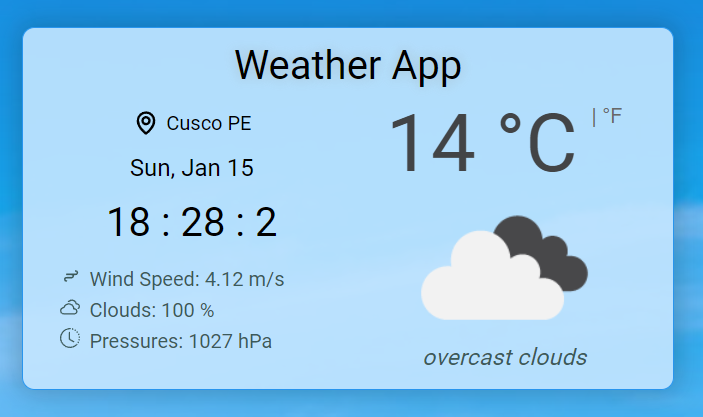 Weather App
Cusco PE
Sun, Jan 15
18 : 28 : 2
Wind Speed: 4.12 m/s
Clouds: 100 %
Pressures: 1027 hPa
14 °C | °F
overcast clouds